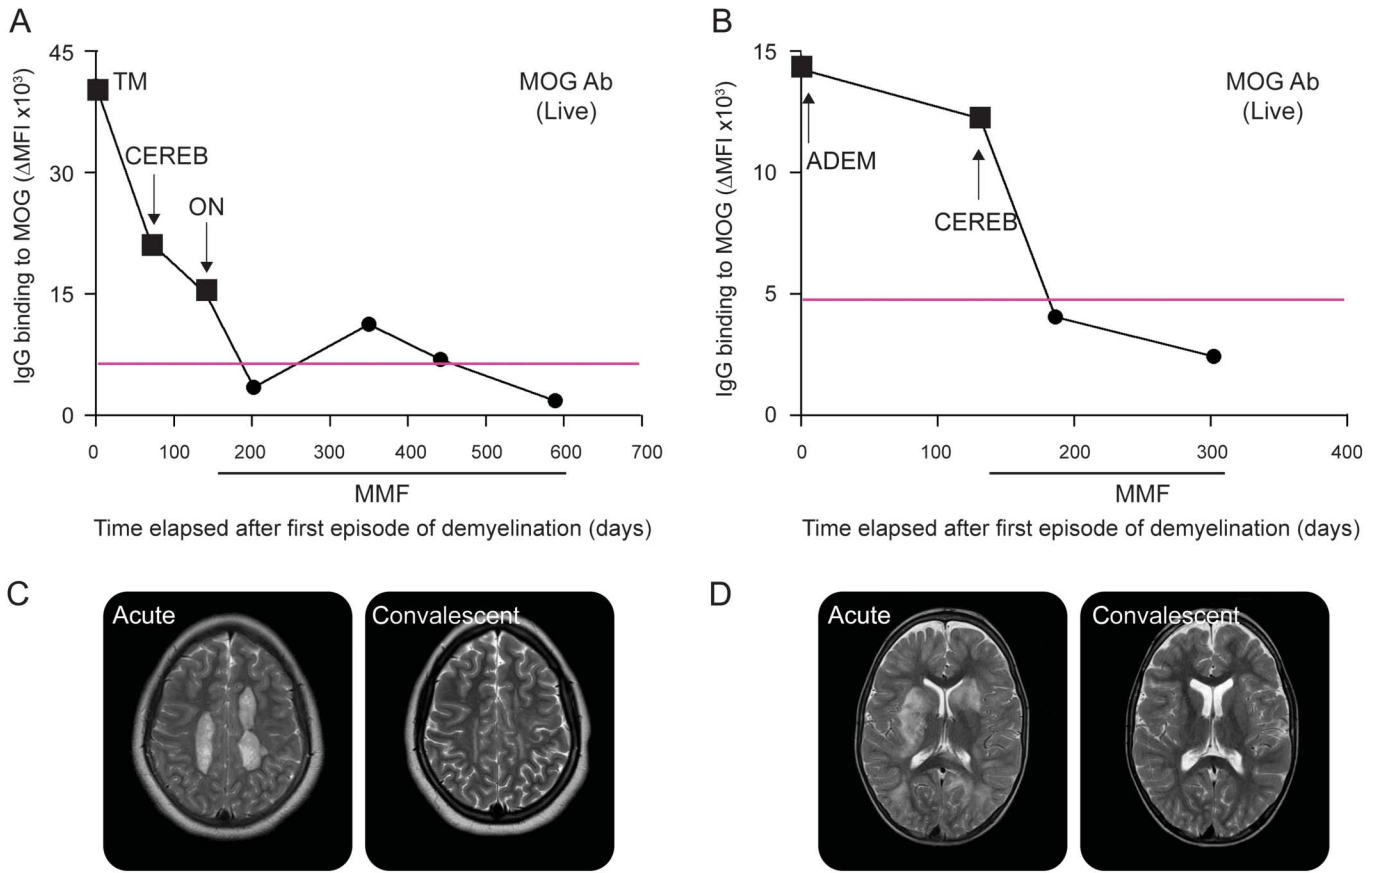 A
IgG binding to MOG (ΔMFI x10³)
45
30
15
0
TM
CEREB
ON
MOG Ab
(Live)
0 100 200 300 400 500 600 700
MMF
Time elapsed after first episode of demyelination (days)
B
IgG binding to MOG (ΔMFI x10³)
15
10
5
0
ADEM
CEREB
MOG Ab
(Live)
0 100 200 300 400
MMF
Time elapsed after first episode of demyelination (days)
C
Acute
Convalescent
D
Acute
Convalescent